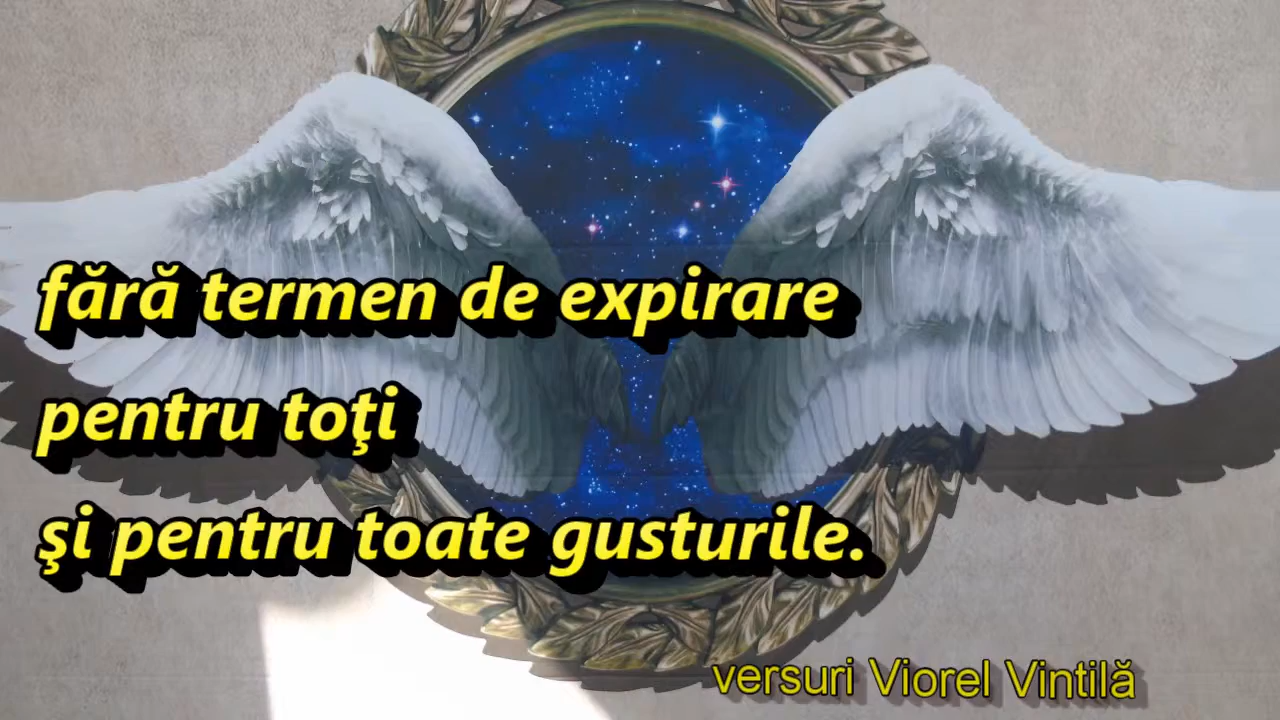 fără termen de expirare
pentru toţi
şi pentru toate gusturile.
versuri Viorel Vintilă